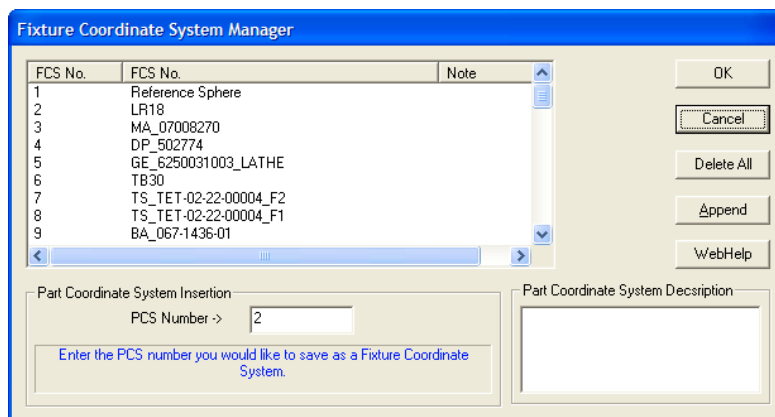 Fixture Coordinate System Manager
FCS No. FCS No. Note
1 Reference Sphere
2 LR18
3 MA_07008270
4 DP_502774
5 GE_6250031003_LATHE
6 TB30
7 TS_TET-02-22-00004_F2
8 TS_TET-02-22-00004_F1
9 BA_067-1436-01
OK
Cancel
Delete All
Append
WebHelp
Part Coordinate System Insertion
PCS Number -> 2
Enter the PCS number you would like to save as a Fixture Coordinate
System.
Part Coordinate System Decsription